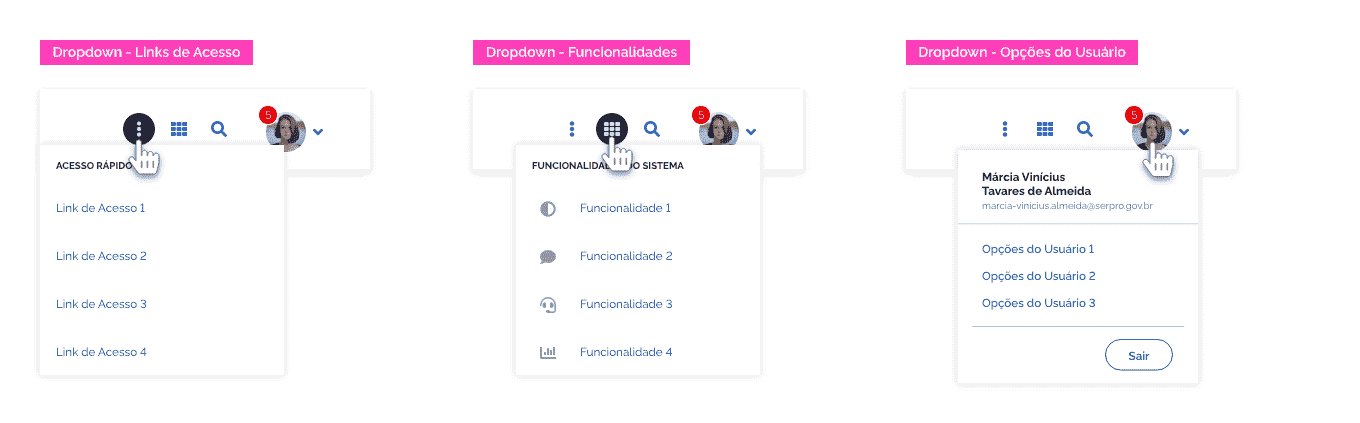 Dropdown - Links de Acesso
5
ACESSO RÁPIDO
Link de Acesso 1
Link de Acesso 2
Link de Acesso 3
Link de Acesso 4
Dropdown - Funcionalidades
5
FUNCIONALIDADES DO SISTEMA
Funcionalidade 1
Funcionalidade 2
Funcionalidade 3
Funcionalidade 4
Dropdown - Opções do Usuário
5
Márcia Vinícius
Tavares de Almeida
marcia-vinicius.almeida@serpro.gov.br
Opções do Usuário 1
Opções do Usuário 2
Opções do Usuário 3
Sair